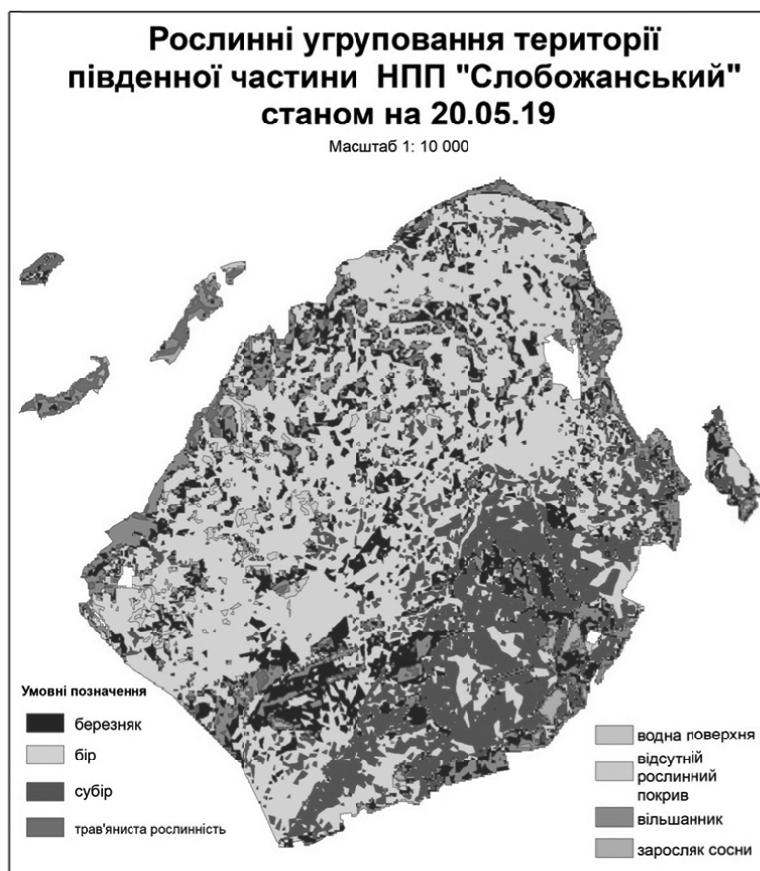 Рослинні угруповання території
південної частини НПП "Слобожанський"
станом на 20.05.19
Масштаб 1: 10 000
Умовні позначення
березняк
бір
субір
трав'яниста рослинність
водна поверхня
відсутній
рослинний
покрив
вільшанник
заросляк сосни